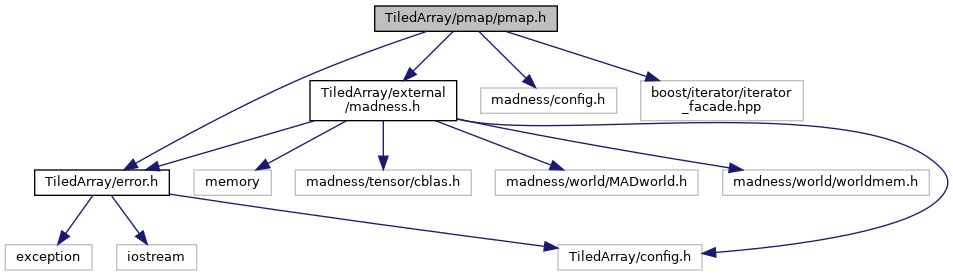 TiledArray/pmap/pmap.h
TiledArray/external
/madness.h
madness/config.h
boost/iterator/iterator
_facade.hpp
TiledArray/error.h
memory
madness/tensor/cblas.h
madness/world/MADworld.h
madness/world/worldmem.h
exception
iostream
TiledArray/config.h